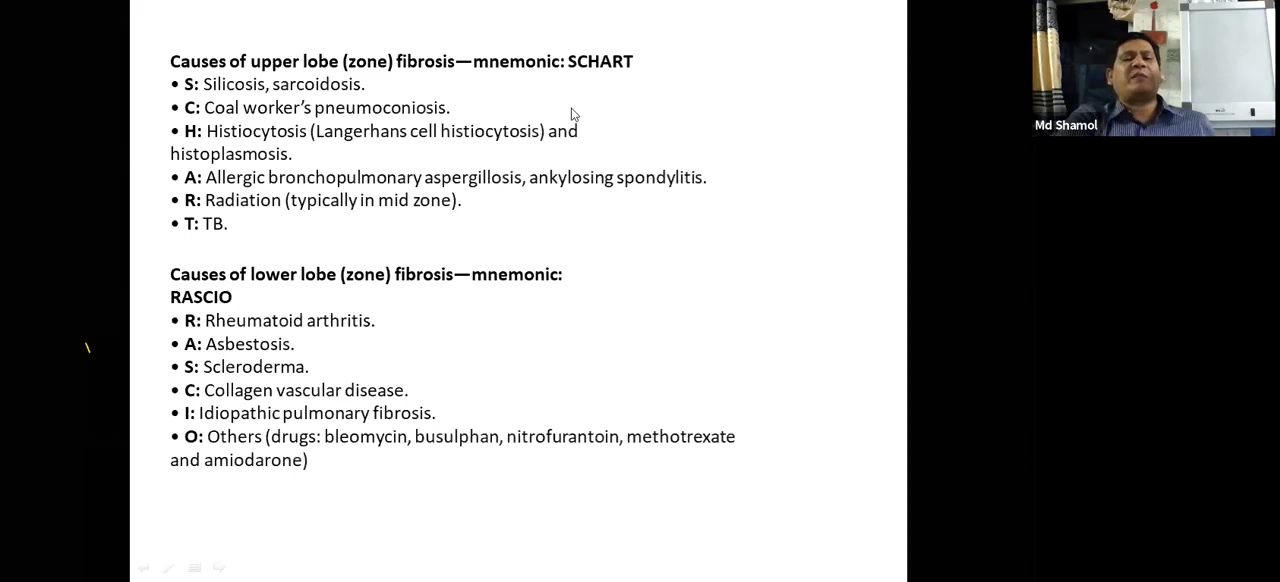 Causes of upper lobe (zone) fibrosis—mnemonic: SCHART
• S: Silicosis, sarcoidosis.
• C: Coal worker’s pneumoconiosis.
• H: Histiocytosis (Langerhans cell histiocytosis) and
histoplasmosis.
• A: Allergic bronchopulmonary aspergillosis, ankylosing spondylitis.
• R: Radiation (typically in mid zone).
• T: TB.
Causes of lower lobe (zone) fibrosis—mnemonic:
RASCIO
• R: Rheumatoid arthritis.
• A: Asbestosis.
• S: Scleroderma.
• C: Collagen vascular disease.
• I: Idiopathic pulmonary fibrosis.
• O: Others (drugs: bleomycin, busulphan, nitrofurantoin, methotrexate
and amiodarone)
Md Shamol